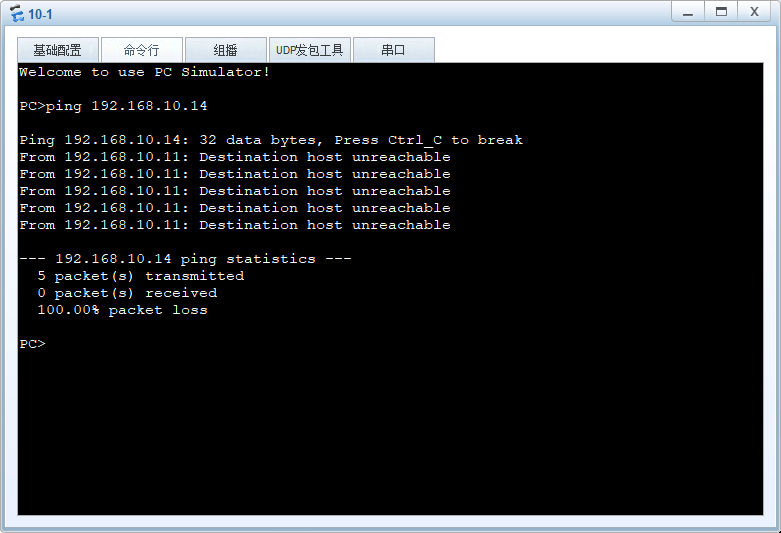 10-1
基础配置 命令行 组播 UDP发包工具 串口
Welcome to use PC Simulator!
PC>ping 192.168.10.14
Ping 192.168.10.14: 32 data bytes, Press Ctrl_C to break
From 192.168.10.11: Destination host unreachable
From 192.168.10.11: Destination host unreachable
From 192.168.10.11: Destination host unreachable
From 192.168.10.11: Destination host unreachable
From 192.168.10.11: Destination host unreachable
--- 192.168.10.14 ping statistics ---
5 packet(s) transmitted
0 packet(s) received
100.00% packet loss
PC>